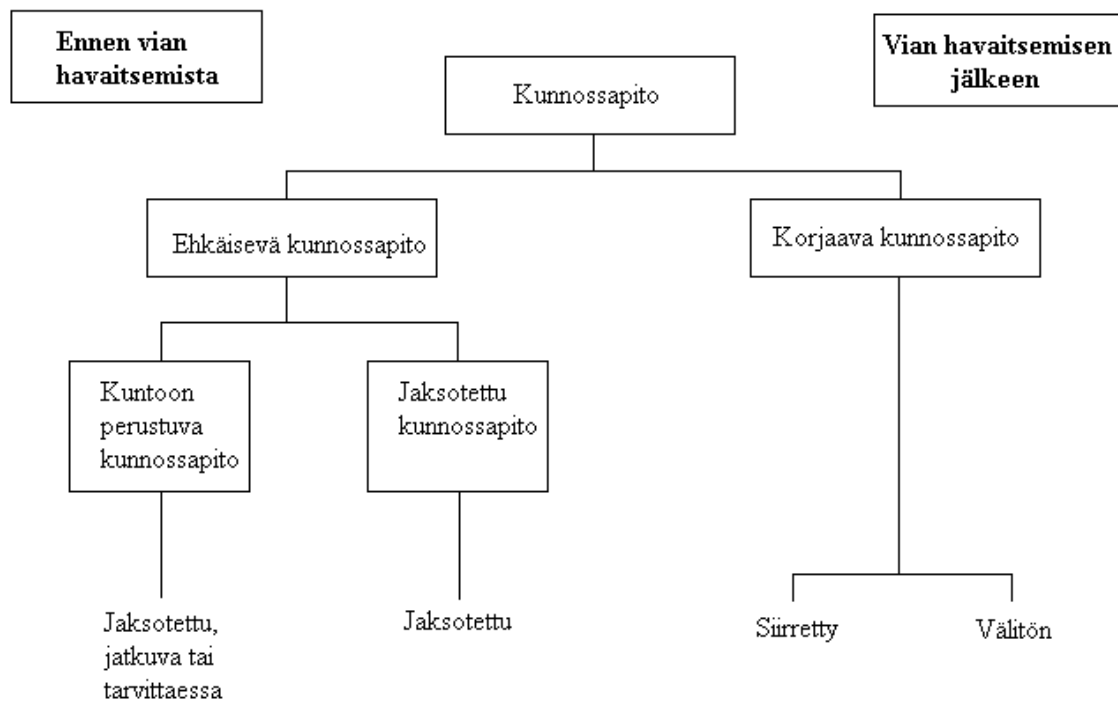 Ennen vian
havaitsemista
Vian havaitsemisen
jälkeen
Kunnossapito
Ehkäisevä kunnossapito
Korjaava kunnossapito
Kuntoon
perustuva
kunnossapito
Jaksotettu
kunnossapito
Jaksotettu,
jatkuva tai
tarvittaessa
Jaksotettu
Siirretty
Välitön